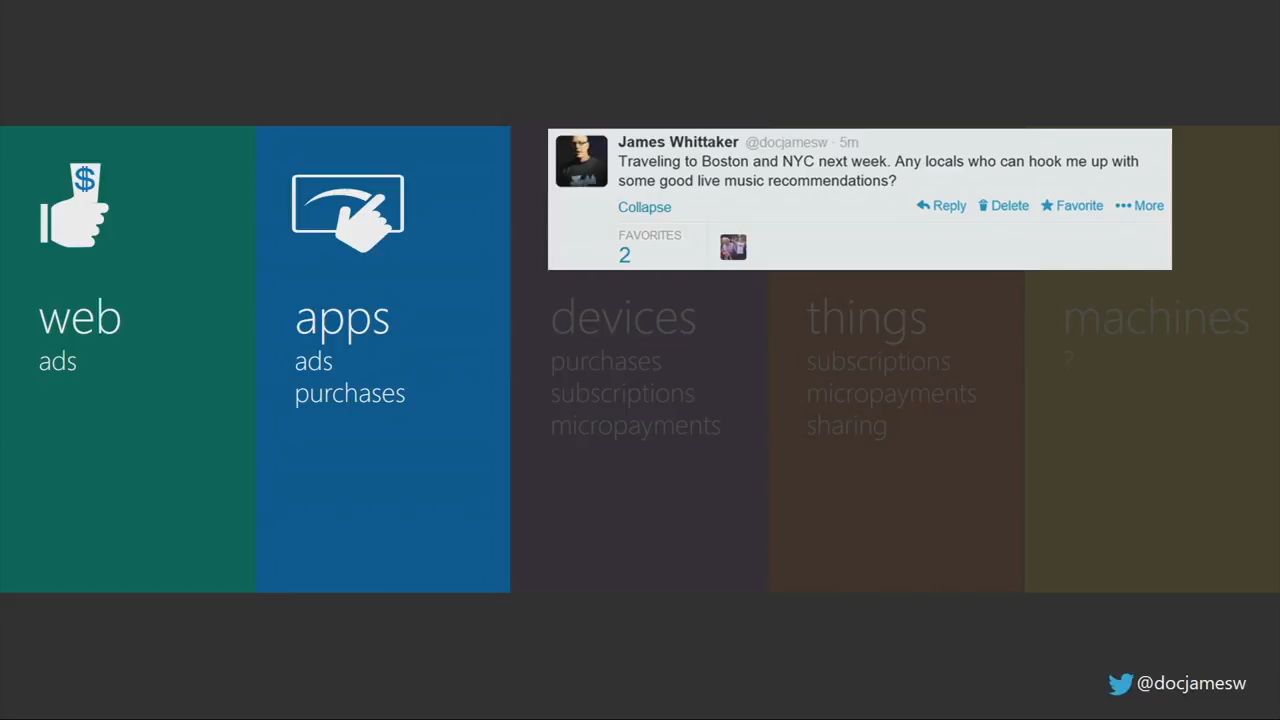 $
web
ads
apps
ads
purchases
James Whittaker @docjamesw · 5m
Traveling to Boston and NYC next week. Any locals who can hook me up with
some good live music recommendations?
Collapse
Reply Delete Favorite More
FAVORITES
2
devices
purchases
subscriptions
micropayments
things
subscriptions
micropayments
sharing
machines
?
@docjamesw